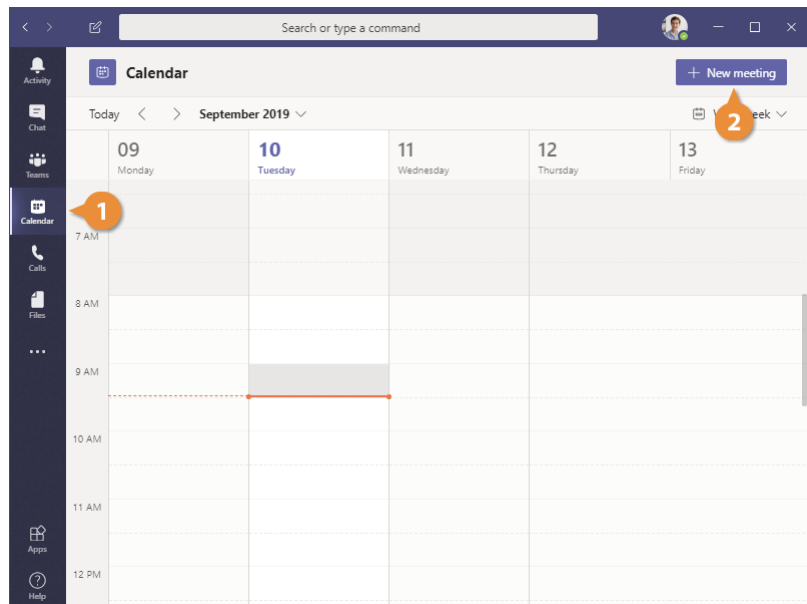 Search or type a command
Activity
Chat
Teams
Calendar
Calls
Files
Apps
Help
Calendar
+ New meeting
Today
September 2019
2
09
Monday
10
Tuesday
11
Wednesday
12
Thursday
13
Friday
1
7 AM
8 AM
9 AM
10 AM
11 AM
12 PM